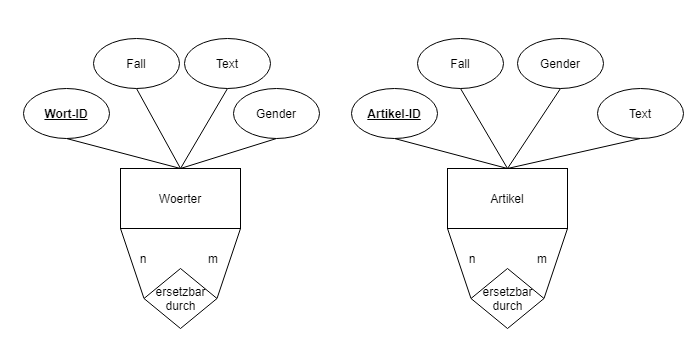 Fall
Text
Wort-ID
Gender
Woerter
n
m
ersetzbar
durch
Fall
Gender
Artikel-ID
Text
Artikel
n
m
ersetzbar
durch